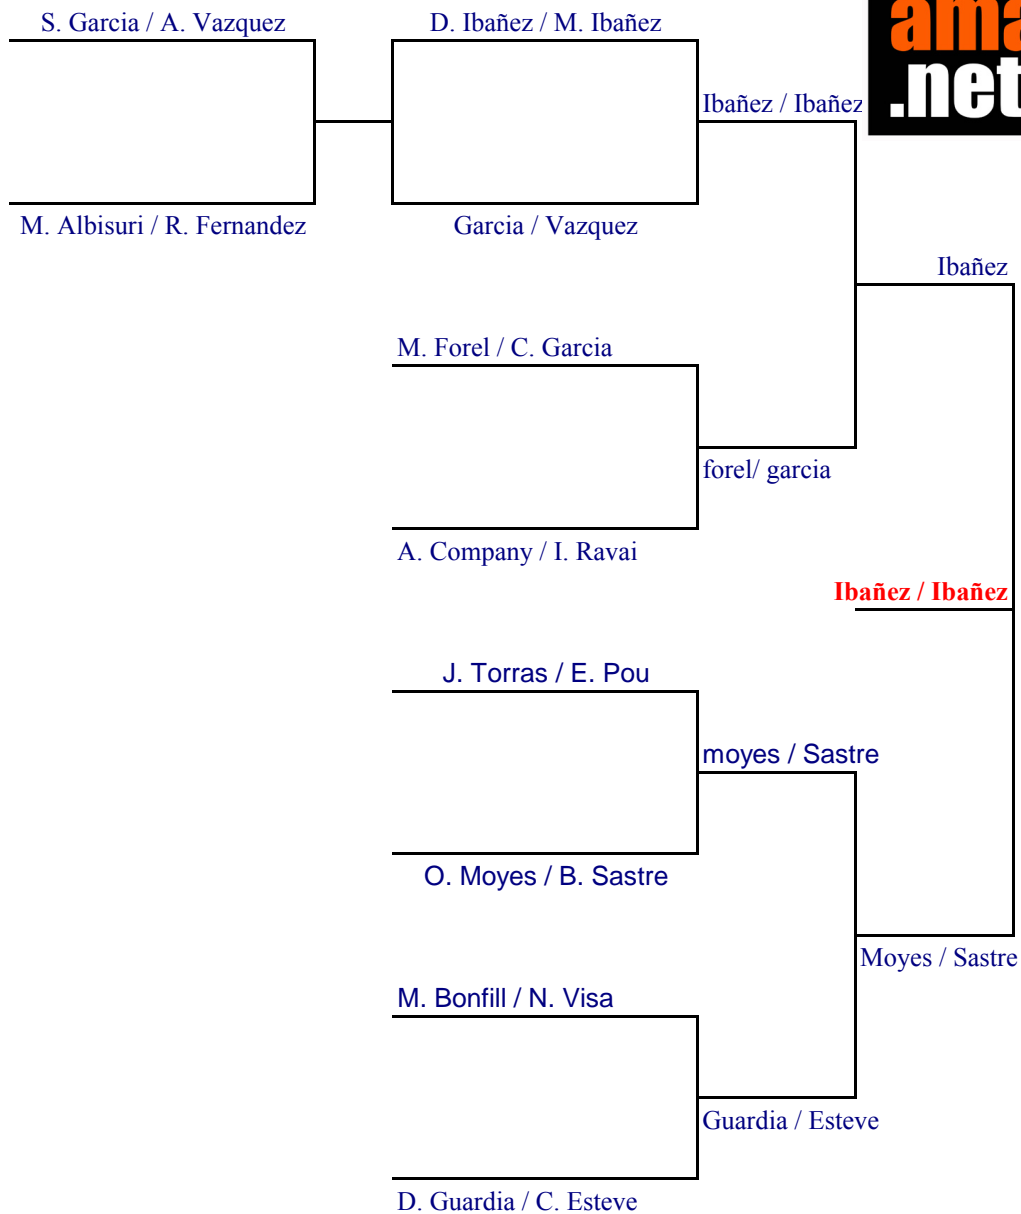 S. Garcia / A. Vazquez
D. Ibañez / M. Ibañez
Ibañez / Ibañez
.net
M. Albisuri / R. Fernandez
Garcia / Vazquez
Ibañez
M. Forel / C. Garcia
forel/ garcia
A. Company / I. Ravai
Ibañez / Ibañez
J. Torras / E. Pou
moyes / Sastre
O. Moyes / B. Sastre
Moyes / Sastre
M. Bonfill / N. Visa
Guardia / Esteve
D. Guardia / C. Esteve